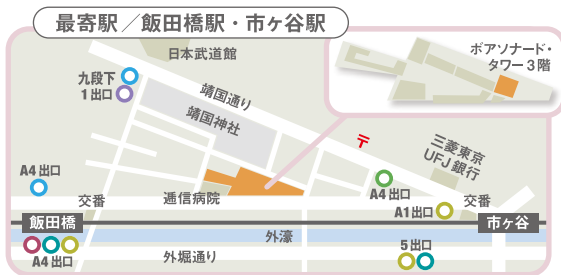 最寄駅／飯田橋駅・市ヶ谷駅
日本武道館
ボアソナード・
タワー3階
九段下
1出口
靖国通り
靖国神社
〒
三菱東京
UFJ銀行
A4出口
A4出口
交番
逓信病院
A1出口
交番
飯田橋
市ヶ谷
外濠
A4出口
外堀通り
5出口